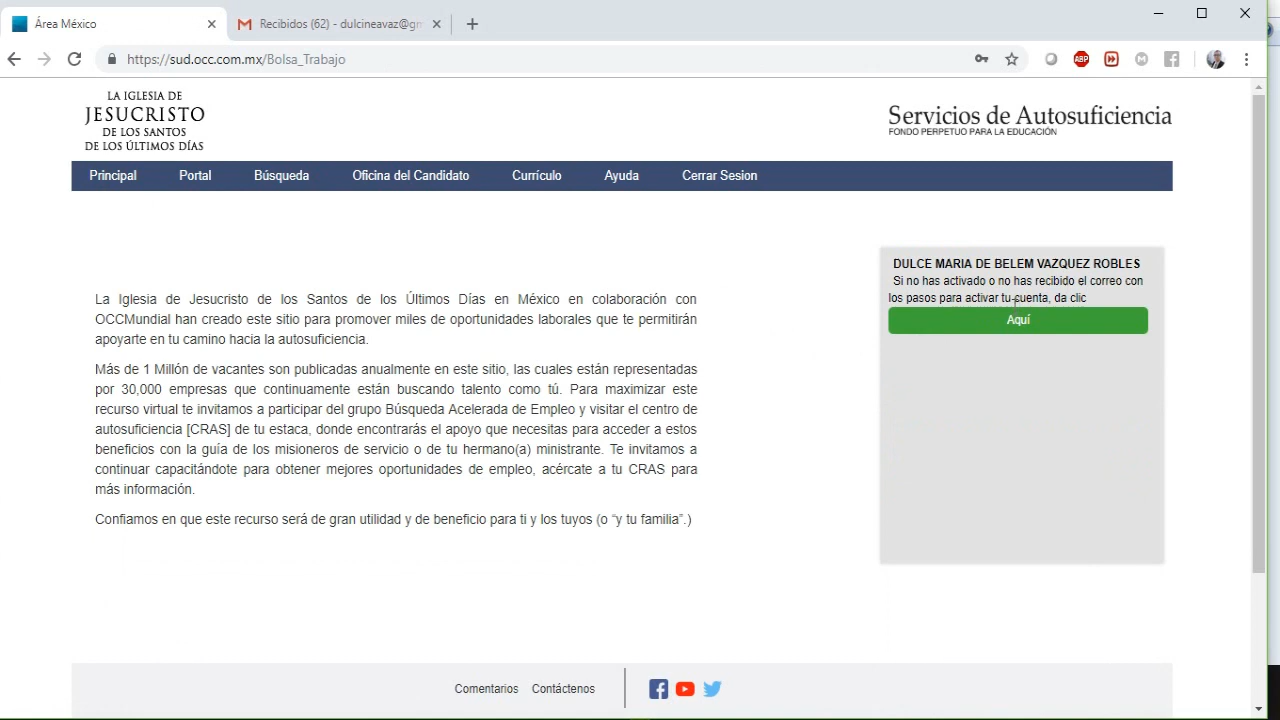 Área México
Recibidos (62) - dulcineavaz@gm
https://sud.occ.com.mx/Bolsa_Trabajo
ABP
LA IGLESIA DE
JESUCRISTO
DE LOS SANTOS
DE LOS ÚLTIMOS DÍAS
Servicios de Autosuficiencia
FONDO PERPETUO PARA LA EDUCACIÓN
Principal Portal Búsqueda Oficina del Candidato Currículo Ayuda Cerrar Sesion
DULCE MARIA DE BELEM VAZQUEZ ROBLES
Si no has activado o no has recibido el correo con
los pasos para activar tu cuenta, da clic
Aquí
La Iglesia de Jesucristo de los Santos de los Últimos Días en México en colaboración con
OCCMundial han creado este sitio para promover miles de oportunidades laborales que te permitirán
apoyarte en tu camino hacia la autosuficiencia.
Más de 1 Millón de vacantes son publicadas anualmente en este sitio, las cuales están representadas
por 30,000 empresas que continuamente están buscando talento como tú. Para maximizar este
recurso virtual te invitamos a participar del grupo Búsqueda Acelerada de Empleo y visitar el centro de
autosuficiencia [CRAS] de tu estaca, donde encontrarás el apoyo que necesitas para acceder a estos
beneficios con la guía de los misioneros de servicio o de tu hermano(a) ministrante. Te invitamos a
continuar capacitándote para obtener mejores oportunidades de empleo, acércate a tu CRAS para
más información.
Confiamos en que este recurso será de gran utilidad y de beneficio para ti y los tuyos (o “y tu familia”.)
Comentarios Contáctenos